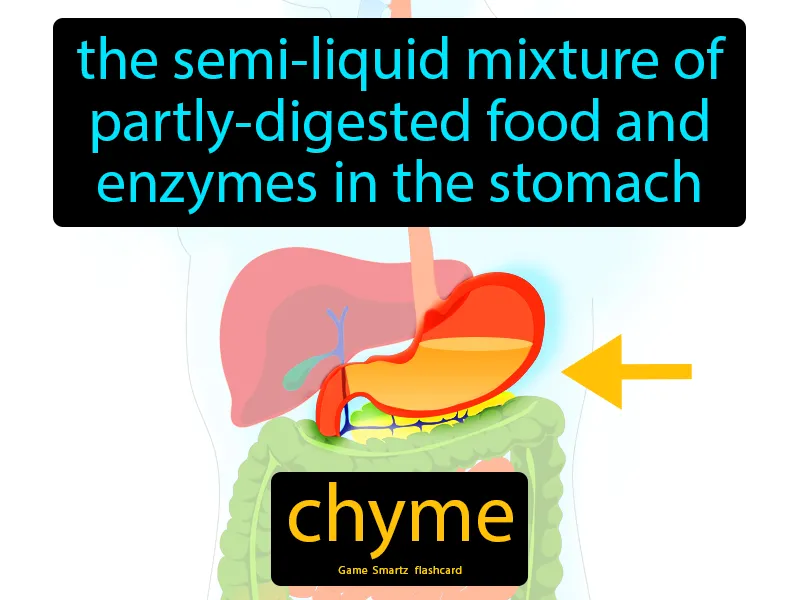 the semi-liquid mixture of
partly-digested food and
enzymes in the stomach
chyme
Game Smartz flashcard